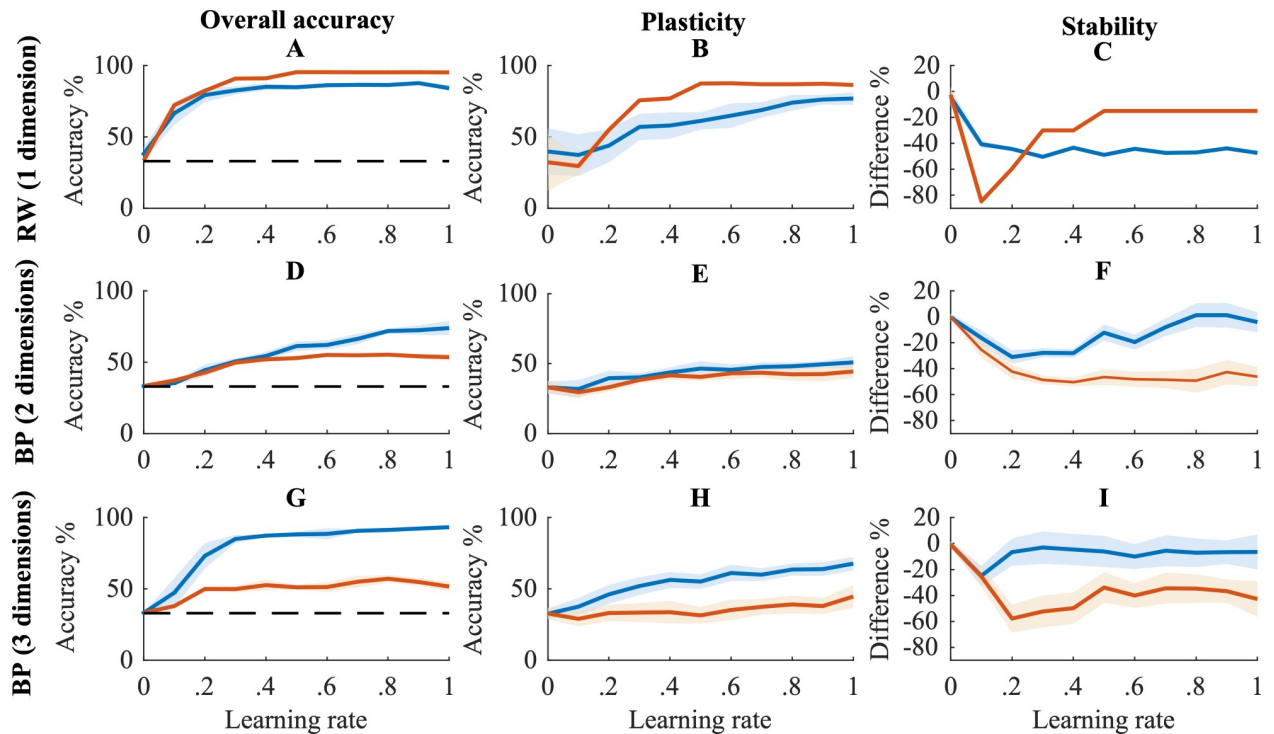 Overall accuracy Plasticity Stability
A B C
RW (1 dimension)
Accuracy %
100
50
0
0 .2 .4 .6 .8 1
Accuracy %
100
50
0
0 .2 .4 .6 .8 1
Difference %
20
0
-20
-40
-60
-80
0 .2 .4 .6 .8 1
D E F
BP (2 dimensions)
Accuracy %
100
50
0
0 .2 .4 .6 .8 1
Accuracy %
100
50
0
0 .2 .4 .6 .8 1
Difference %
20
0
-20
-40
-60
-80
0 .2 .4 .6 .8 1
G H I
BP (3 dimensions)
Accuracy %
100
50
0
0 .2 .4 .6 .8 1
Learning rate
Accuracy %
100
50
0
0 .2 .4 .6 .8 1
Learning rate
Difference %
20
0
-20
-40
-60
-80
0 .2 .4 .6 .8 1
Learning rate